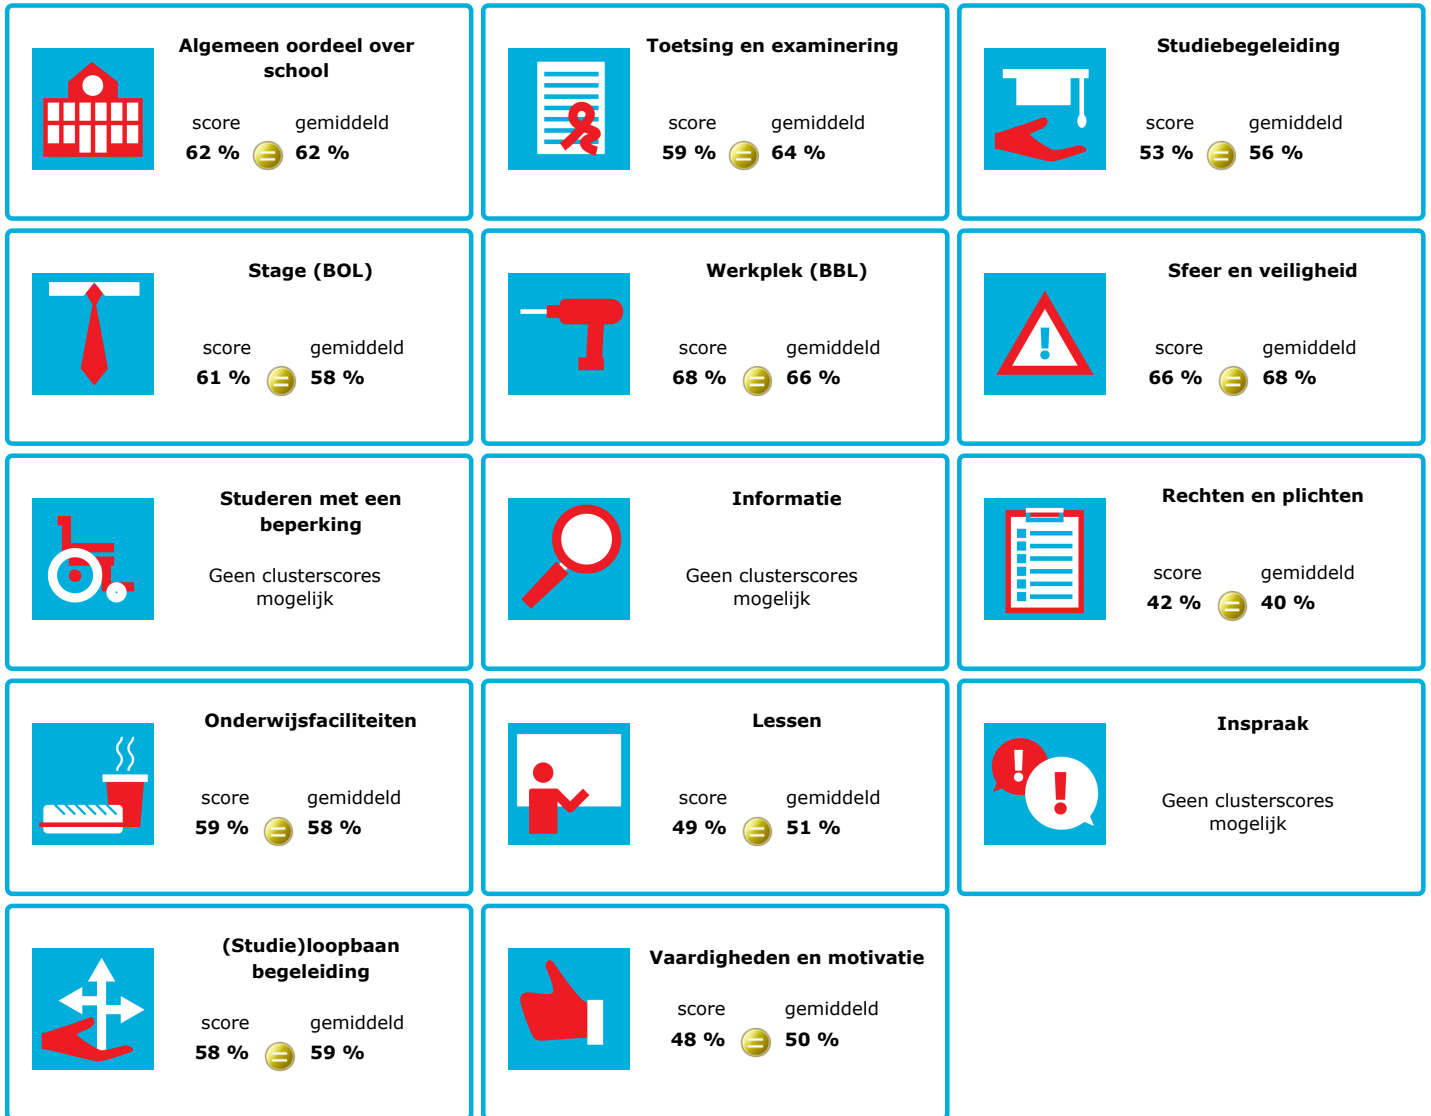 Algemeen oordeel over
school
score gemiddeld
62 % = 62 %
Toetsing en examinering
score gemiddeld
59 % = 64 %
Studiebegeleiding
score gemiddeld
53 % = 56 %
Stage (BOL)
score gemiddeld
61 % = 58 %
Werkplek (BBL)
score gemiddeld
68 % = 66 %
Sfeer en veiligheid
!
score gemiddeld
66 % = 68 %
Studeren met een
beperking
Geen clusterscores
mogelijk
Informatie
Geen clusterscores
mogelijk
Rechten en plichten
score gemiddeld
42 % = 40 %
Onderwijsfaciliteiten
score gemiddeld
59 % = 58 %
Lessen
score gemiddeld
49 % = 51 %
Inspraak
! !
Geen clusterscores
mogelijk
(Studie)loopbaan
begeleiding
score gemiddeld
58 % = 59 %
Vaardigheden en motivatie
score gemiddeld
48 % = 50 %